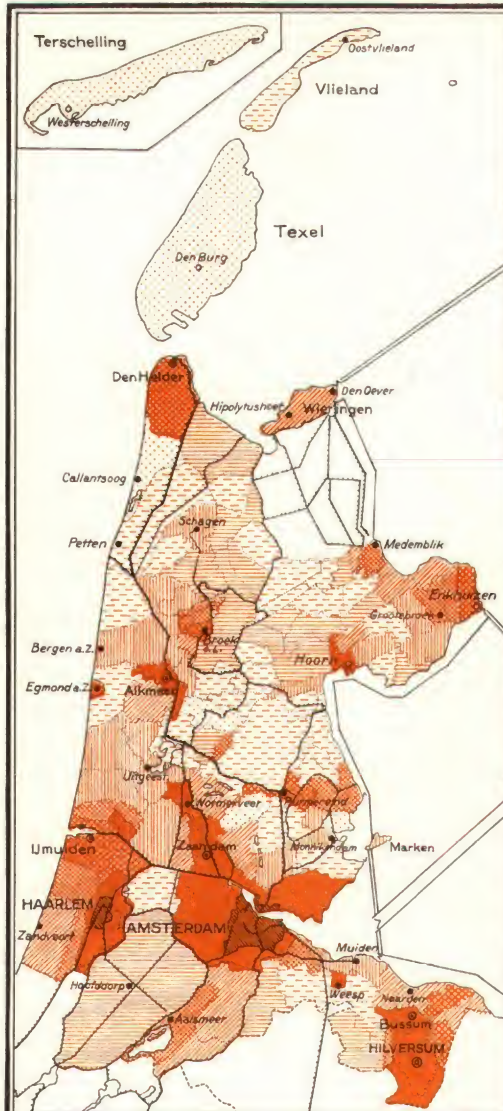 Terschelling
Oostvlieland
Vlieland
Westerschelling
Texel
Den Burg
Den Helder
Den Oever
Hipolytushoef
Wieringen
Callantsoog
Schagen
Petten
Medemblik
Enkhuizen
Grootebroek
Broek
o.L.
Bergen a.Z.
Hoorn
Egmond a.Z.
Alkmaar
Uitgeest
Wormerveer
Purmerend
IJmuiden
Zaandam
Monnikendam
Marken
HAARLEM
AMSTERDAM
Zandvoort
Muiden
Hoofddorp
Weesp
Naarden
Aalsmeer
Bussum
HILVERSUM